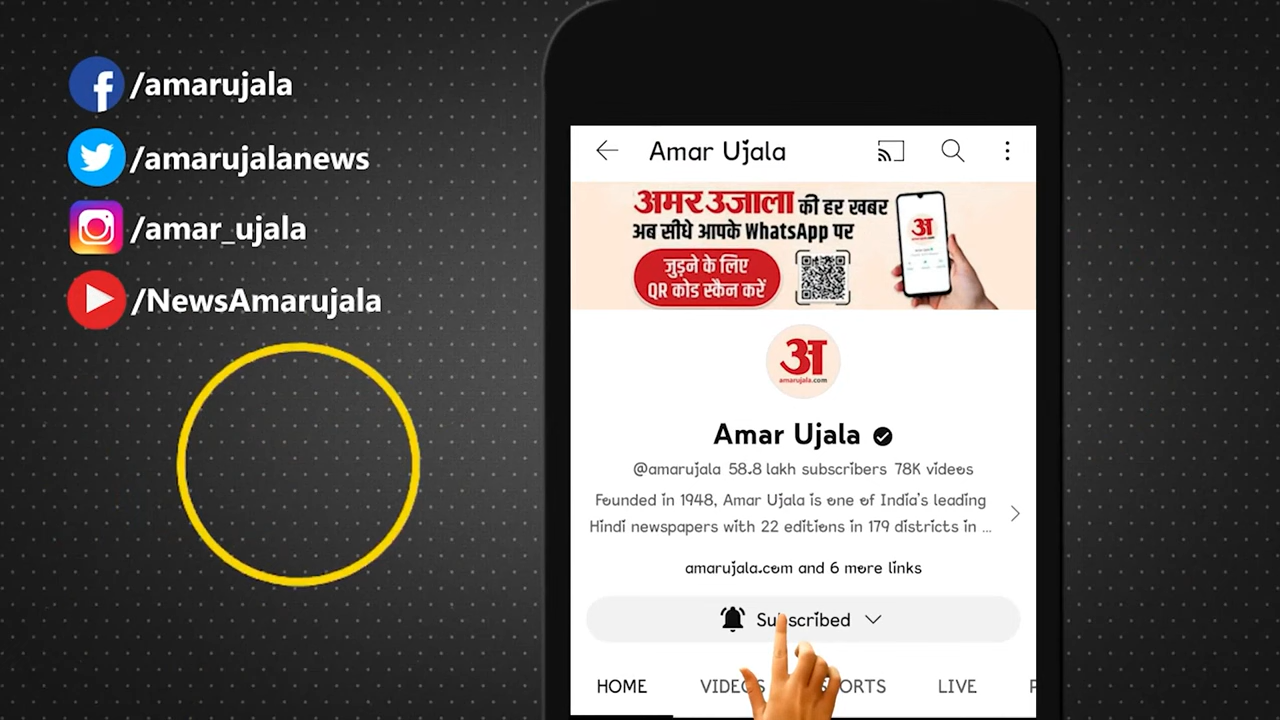 /amarujala
/amarujalanews
/amar_ujala
/NewsAmarujala
Amar Ujala
अमर उजाला की हर खबर
अब सीधे आपके WhatsApp पर
जुड़ने के लिए
QR कोड स्कैन करें
अ
अ
amarujala.com
Amar Ujala
@amarujala 58.8 lakh subscribers 78K videos
Founded in 1948, Amar Ujala is one of India's leading
Hindi newspapers with 22 editions in 179 districts in ...
amarujala.com and 6 more links
Subscribed
HOME VIDEOS SHORTS LIVE P